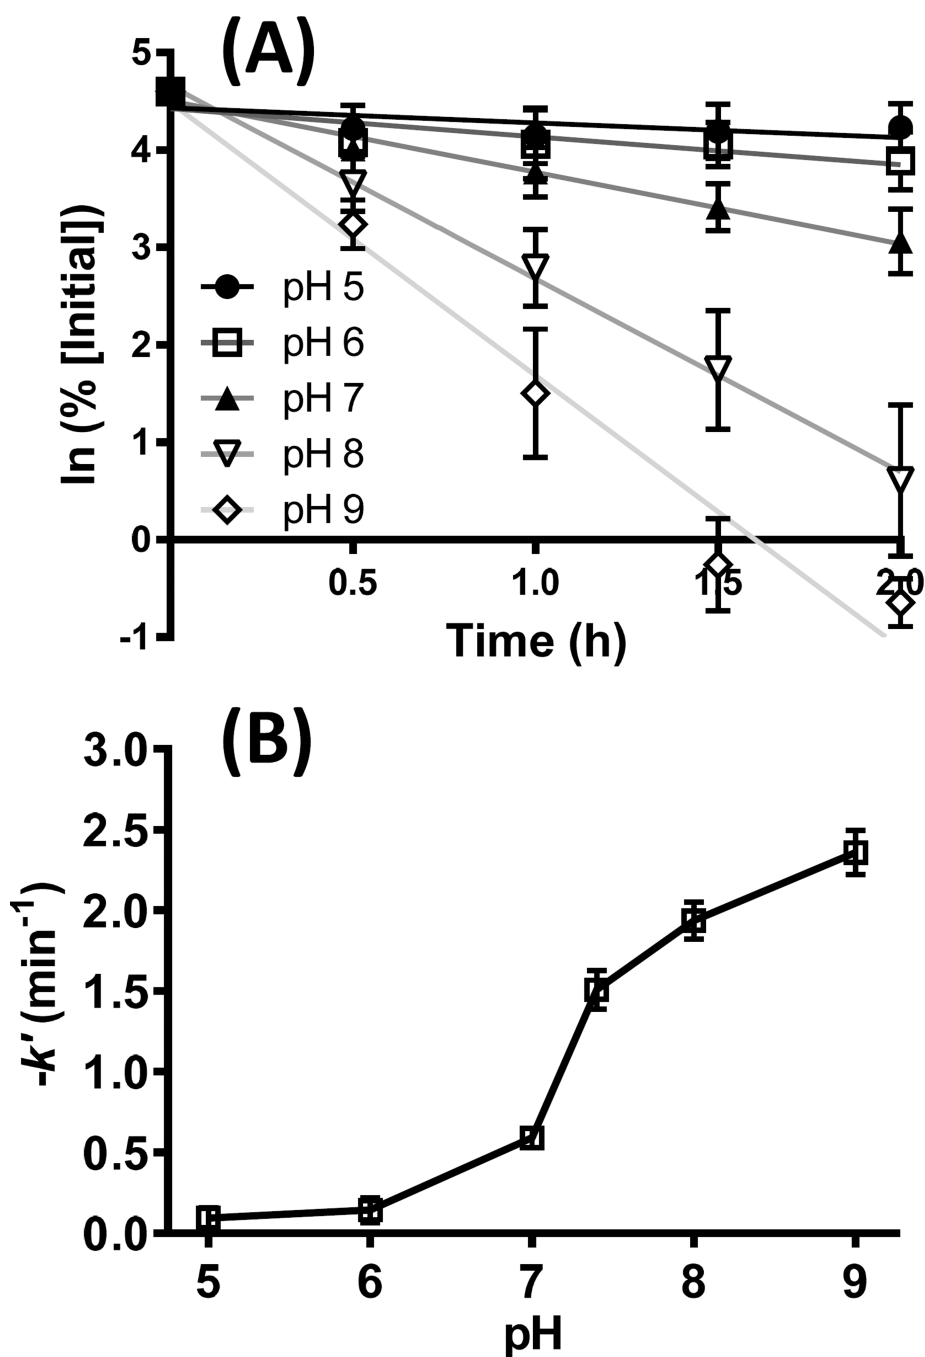 (A)
5
4
3
2
1
0
-1
ln (% [Initial])
pH 5
pH 6
pH 7
pH 8
pH 9
0.5 1.0 1.5 2.0
Time (h)
(B)
3.0
2.5
2.0
1.5
1.0
0.5
0.0
-k' (min⁻¹)
5 6 7 8 9
pH